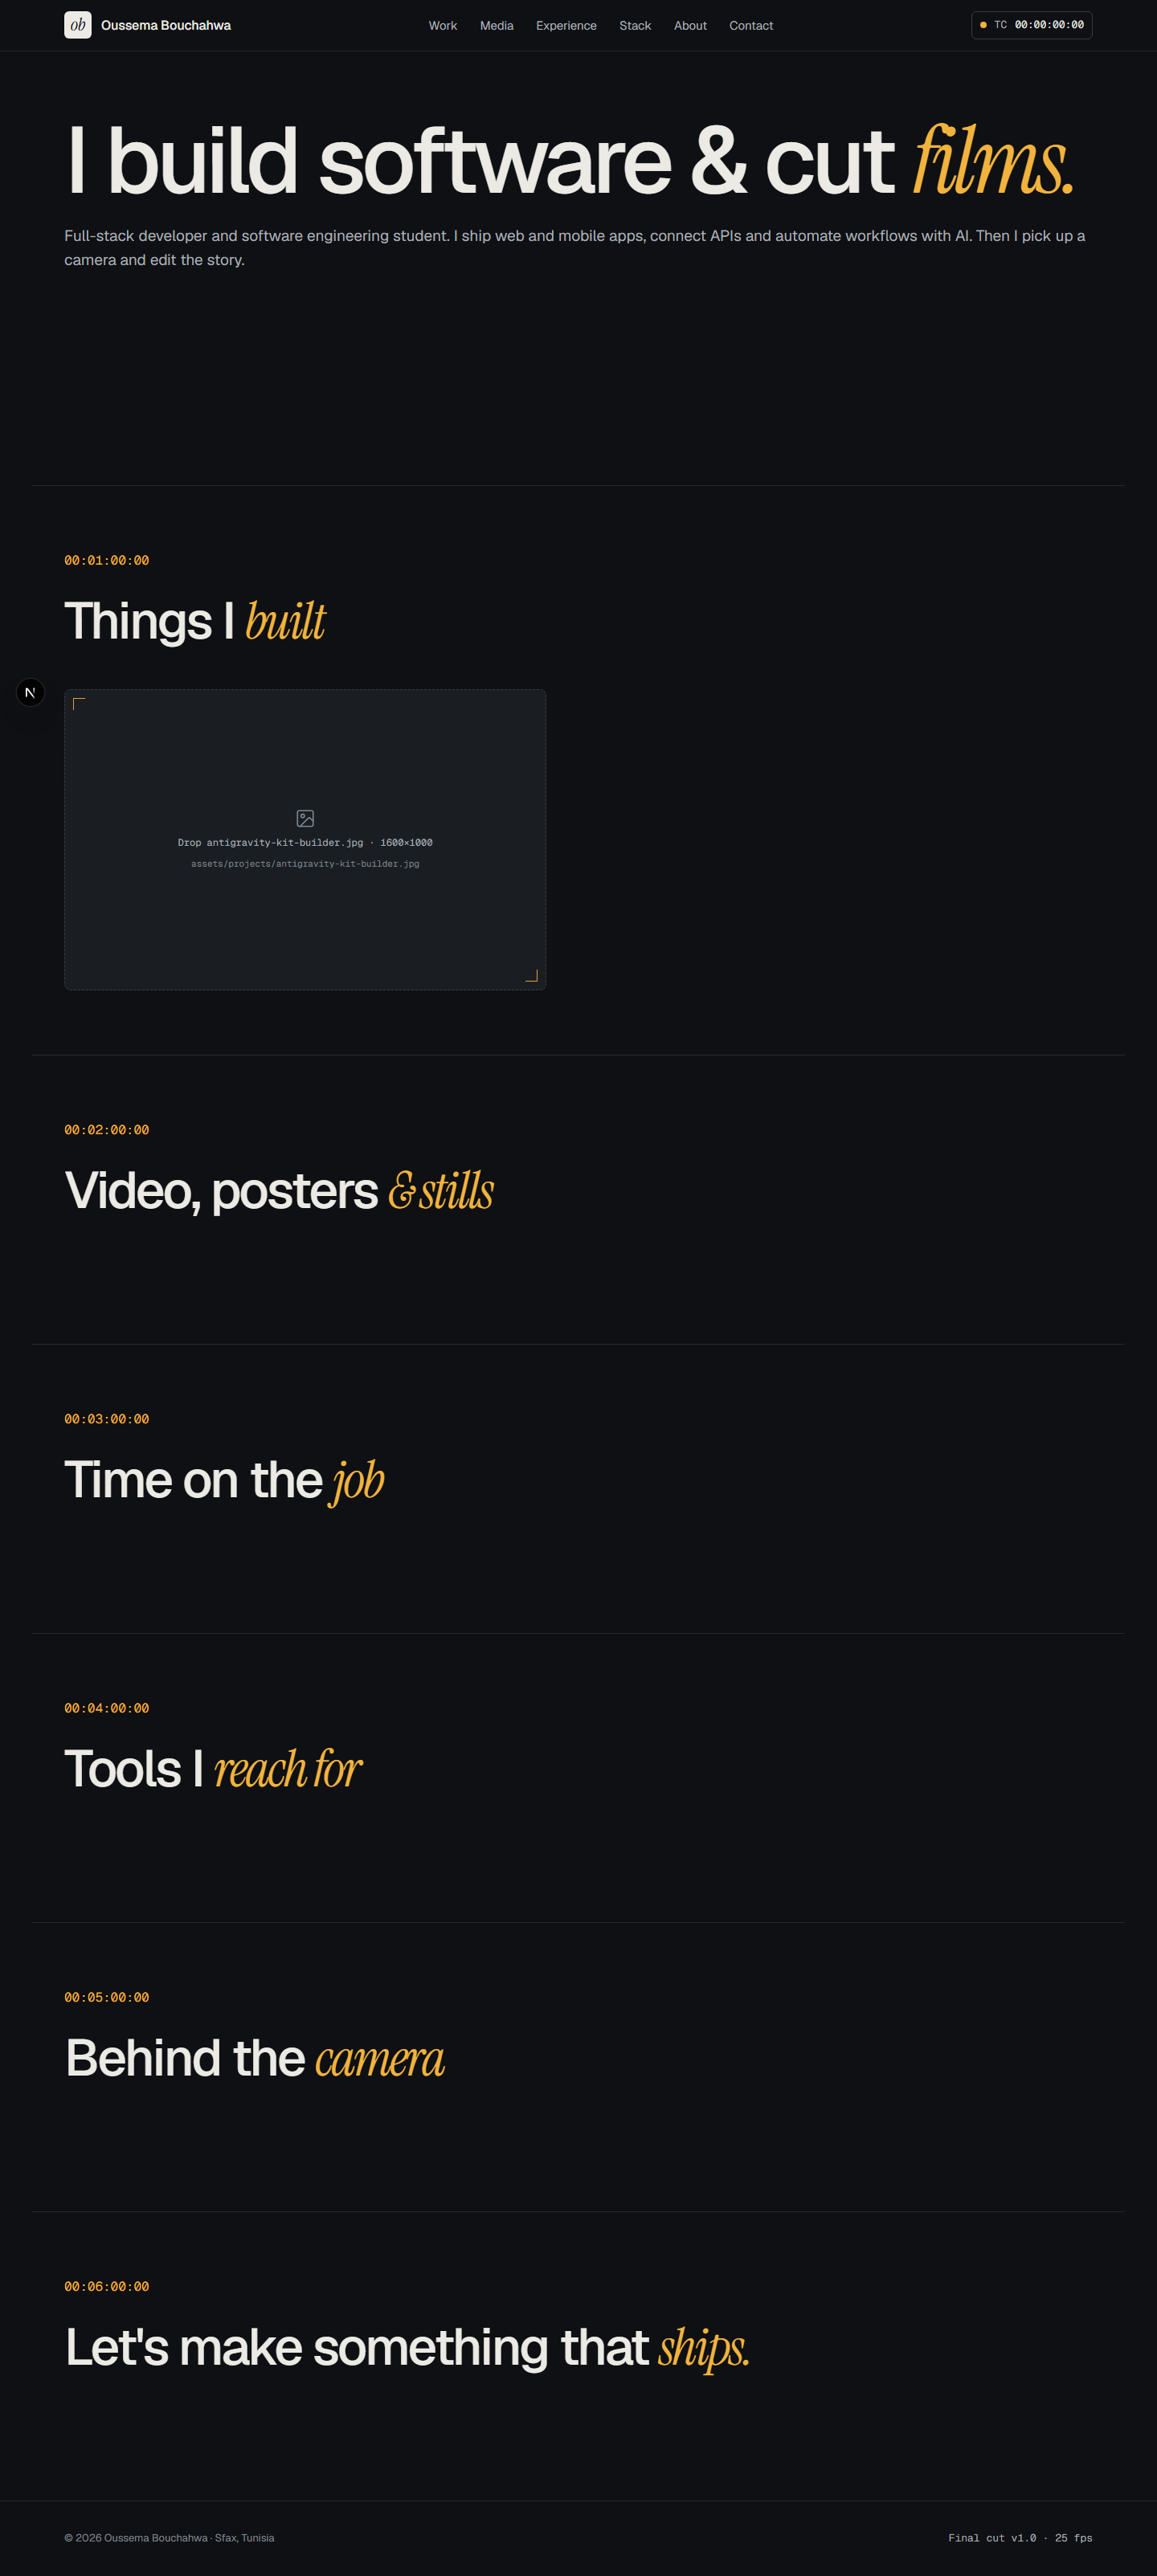 ob Oussema Bouchahwa Work Media Experience Stack About Contact TC 00:00:00:00
I build software & cut films.
Full-stack developer and software engineering student. I ship web and mobile apps, connect APIs and automate workflows with AI. Then I pick up a
camera and edit the story.
00:01:00:00
Things I built
N
Drop antigravity-kit-builder.jpg · 1600×1000
assets/projects/antigravity-kit-builder.jpg
00:02:00:00
Video, posters & stills
00:03:00:00
Time on the job
00:04:00:00
Tools I reach for
00:05:00:00
Behind the camera
00:06:00:00
Let's make something that ships.
© 2026 Oussema Bouchahwa · Sfax, Tunisia Final cut v1.0 · 25 fps